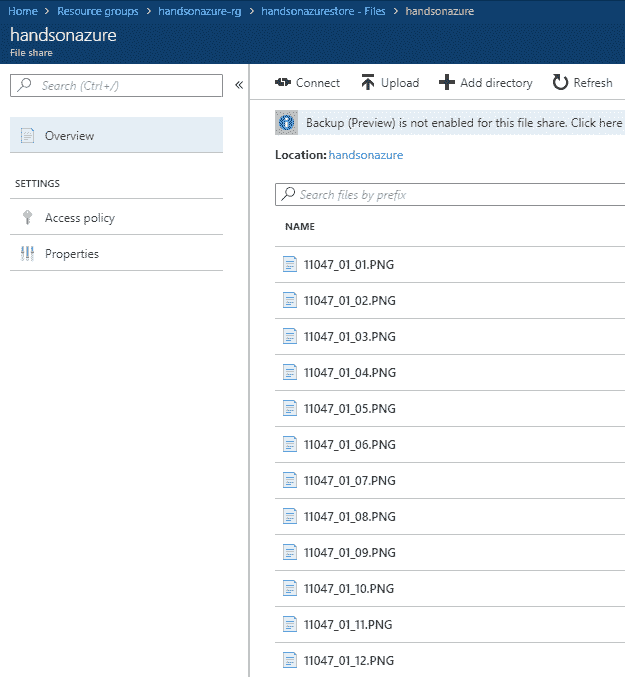 Home > Resource groups > handsonazure-rg > handsonazurestore - Files > handsonazure
handsonazure
File share
Search (Ctrl+/)
«
Overview
SETTINGS
Access policy
Properties
Connect Upload Add directory Refresh
Backup (Preview) is not enabled for this file share. Click here
Location: handsonazure
Search files by prefix
NAME
11047_01_01.PNG
11047_01_02.PNG
11047_01_03.PNG
11047_01_04.PNG
11047_01_05.PNG
11047_01_06.PNG
11047_01_07.PNG
11047_01_08.PNG
11047_01_09.PNG
11047_01_10.PNG
11047_01_11.PNG
11047_01_12.PNG